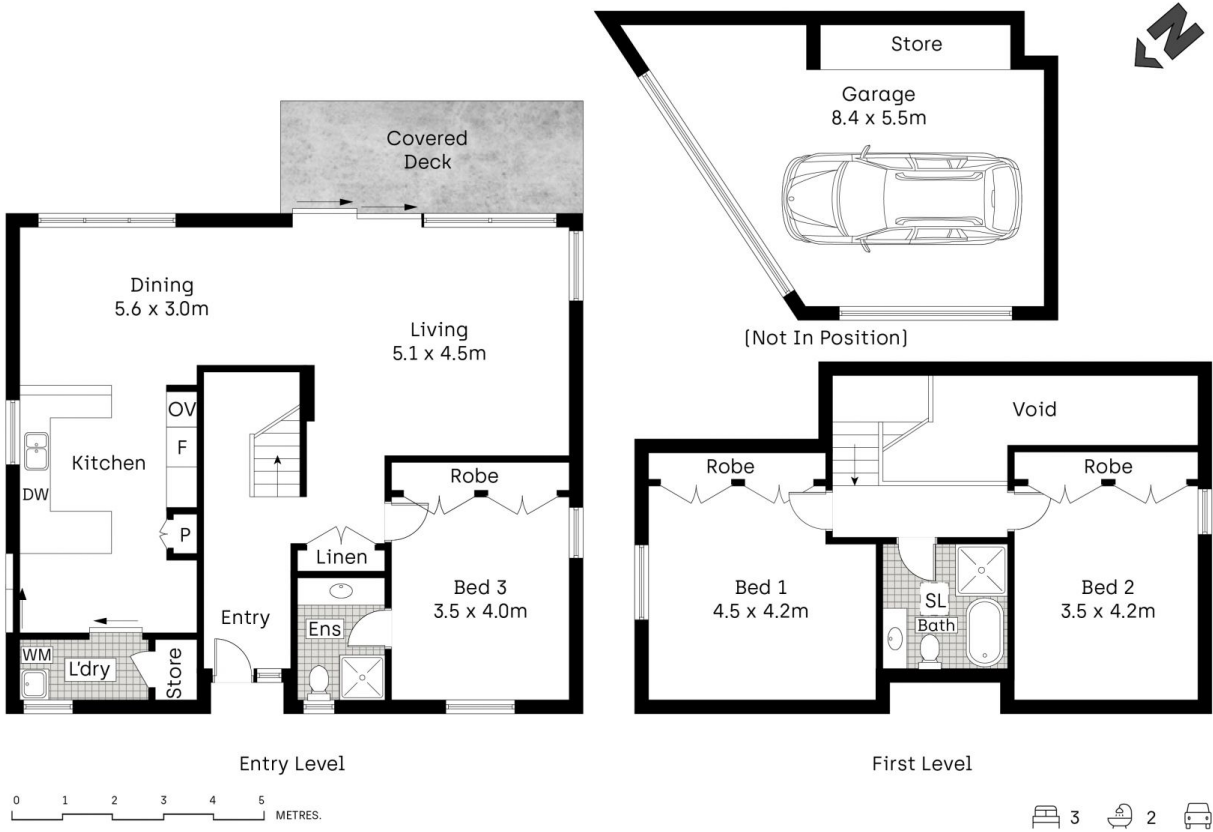 N
Store
Garage
8.4 x 5.5m
(Not In Position)
Covered
Deck
Dining
5.6 x 3.0m
Living
5.1 x 4.5m
OV
F
Kitchen
DW
P
Robe
Linen
Bed 3
3.5 x 4.0m
Entry
Ens
WM
L'dry
Store
Entry Level
Void
Robe
Robe
Bed 1
4.5 x 4.2m
SL
Bath
Bed 2
3.5 x 4.2m
First Level
0 1 2 3 4 5 METRES.
3 2